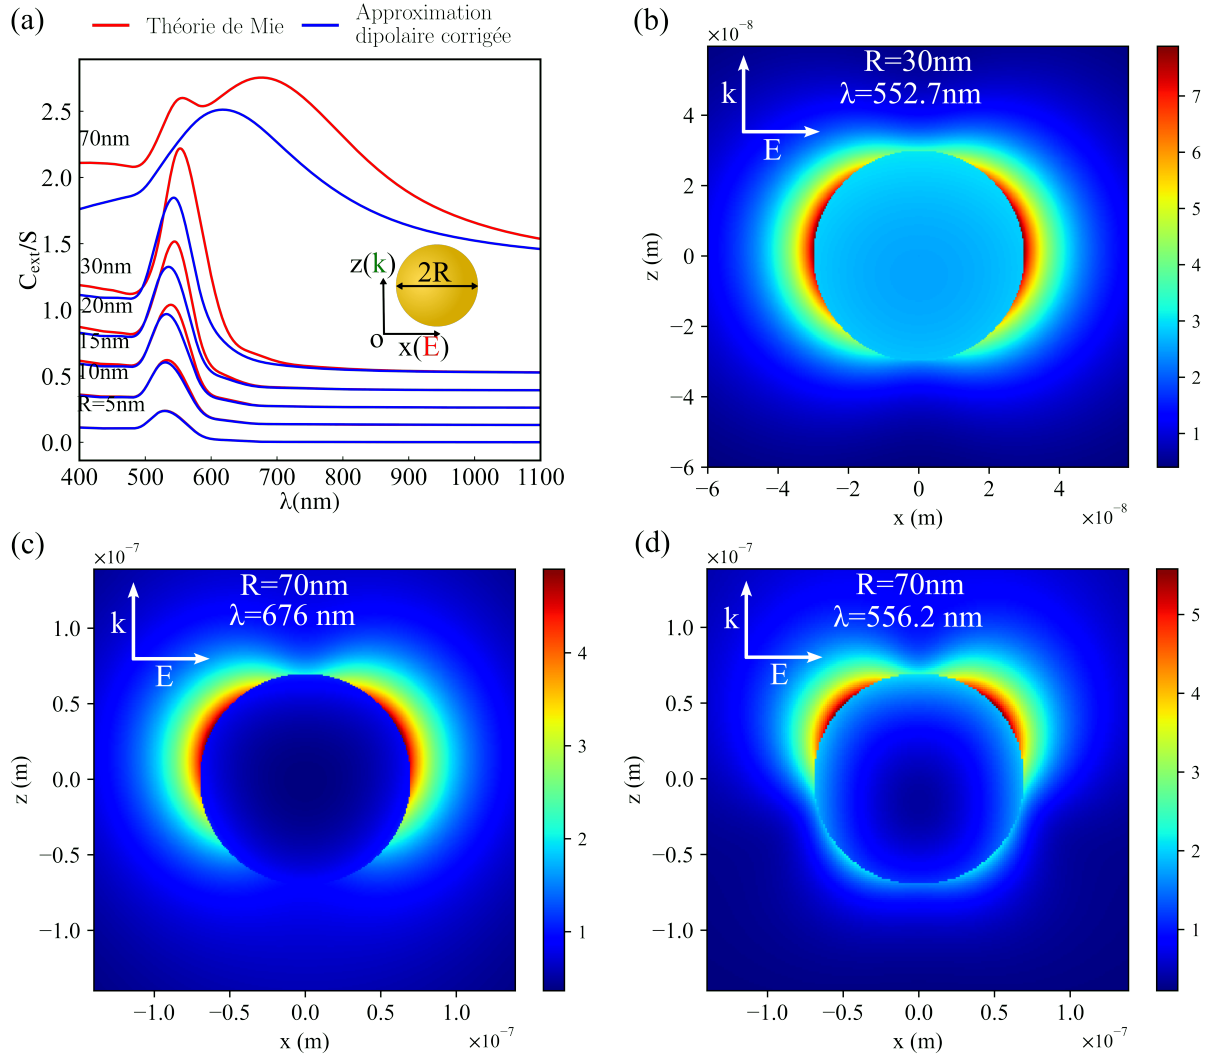 (a)
Théorie de Mie
Approximation
dipolaire corrigée
C_ext/S
2.5
2.0
1.5
1.0
0.5
0.0
70nm
30nm
20nm
15nm
10nm
R=5nm
z(k)
2R
o
x(E)
400 500 600 700 800 900 1000 1100
λ(nm)
(b)
×10⁻⁸
R=30nm
λ=552.7nm
k
E
4
2
0
−2
−4
−6
z (m)
−6 −4 −2 0 2 4
x (m)
×10⁻⁸
7
6
5
4
3
2
1
(c)
×10⁻⁷
R=70nm
λ=676 nm
k
E
1.0
0.5
0.0
−0.5
−1.0
z (m)
−1.0 −0.5 0.0 0.5 1.0
x (m)
×10⁻⁷
4
3
2
1
(d)
×10⁻⁷
R=70nm
λ=556.2 nm
k
E
1.0
0.5
0.0
−0.5
−1.0
z (m)
−1.0 −0.5 0.0 0.5 1.0
x (m)
×10⁻⁷
5
4
3
2
1